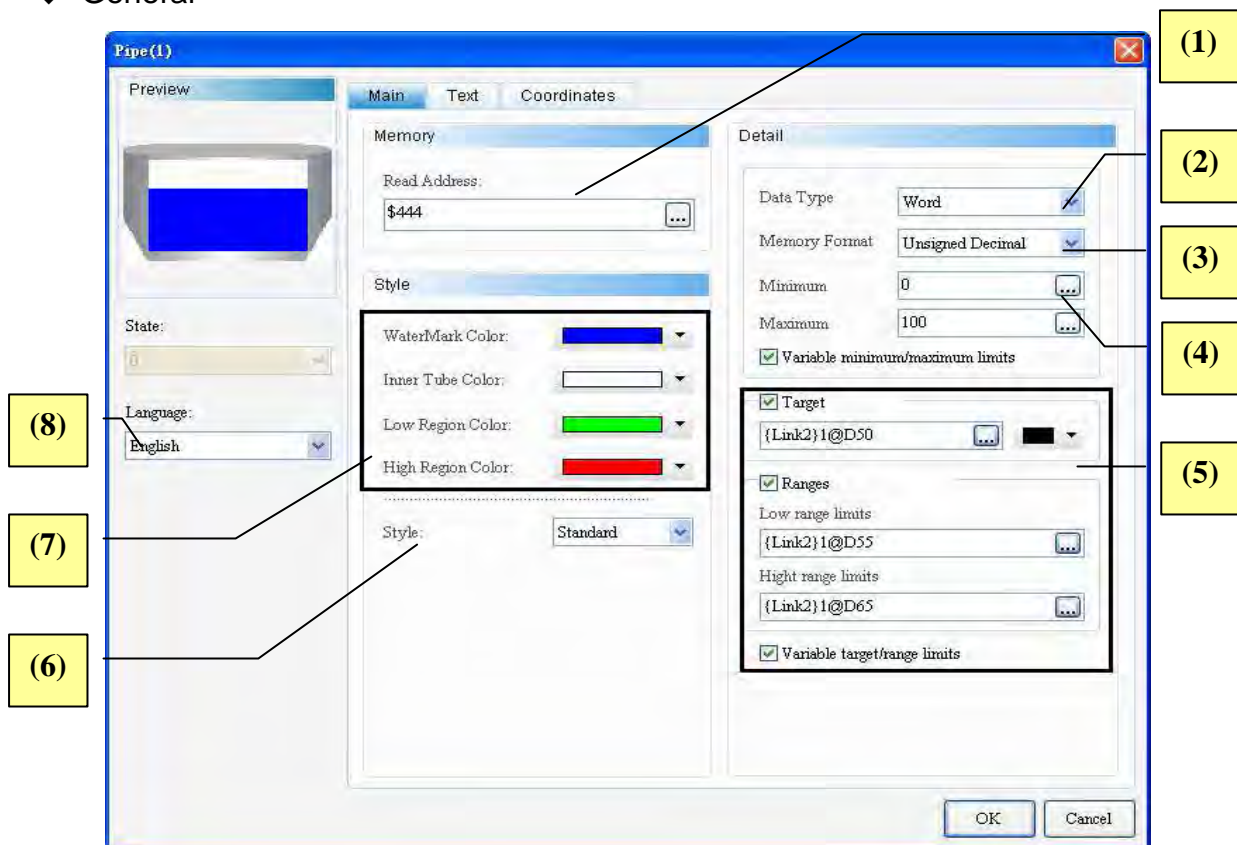 General
Pipe(1)
(1)
Preview
Main Text Coordinates
Memory
Read Address:
$444
Detail
(2)
Data Type Word
Memory Format Unsigned Decimal
(3)
Minimum 0
Maximum 100
(4)
Variable minimum/maximum limits
Style
WaterMark Color:
Inner Tube Color:
Low Region Color:
High Region Color:
Style: Standard
State:
0
Language:
English
(8)
Target
{Link2}1@D50
(5)
Ranges
Low range limits
{Link2}1@D55
Hight range limits
{Link2}1@D65
Variable target/range limits
(7)
(6)
OK Cancel